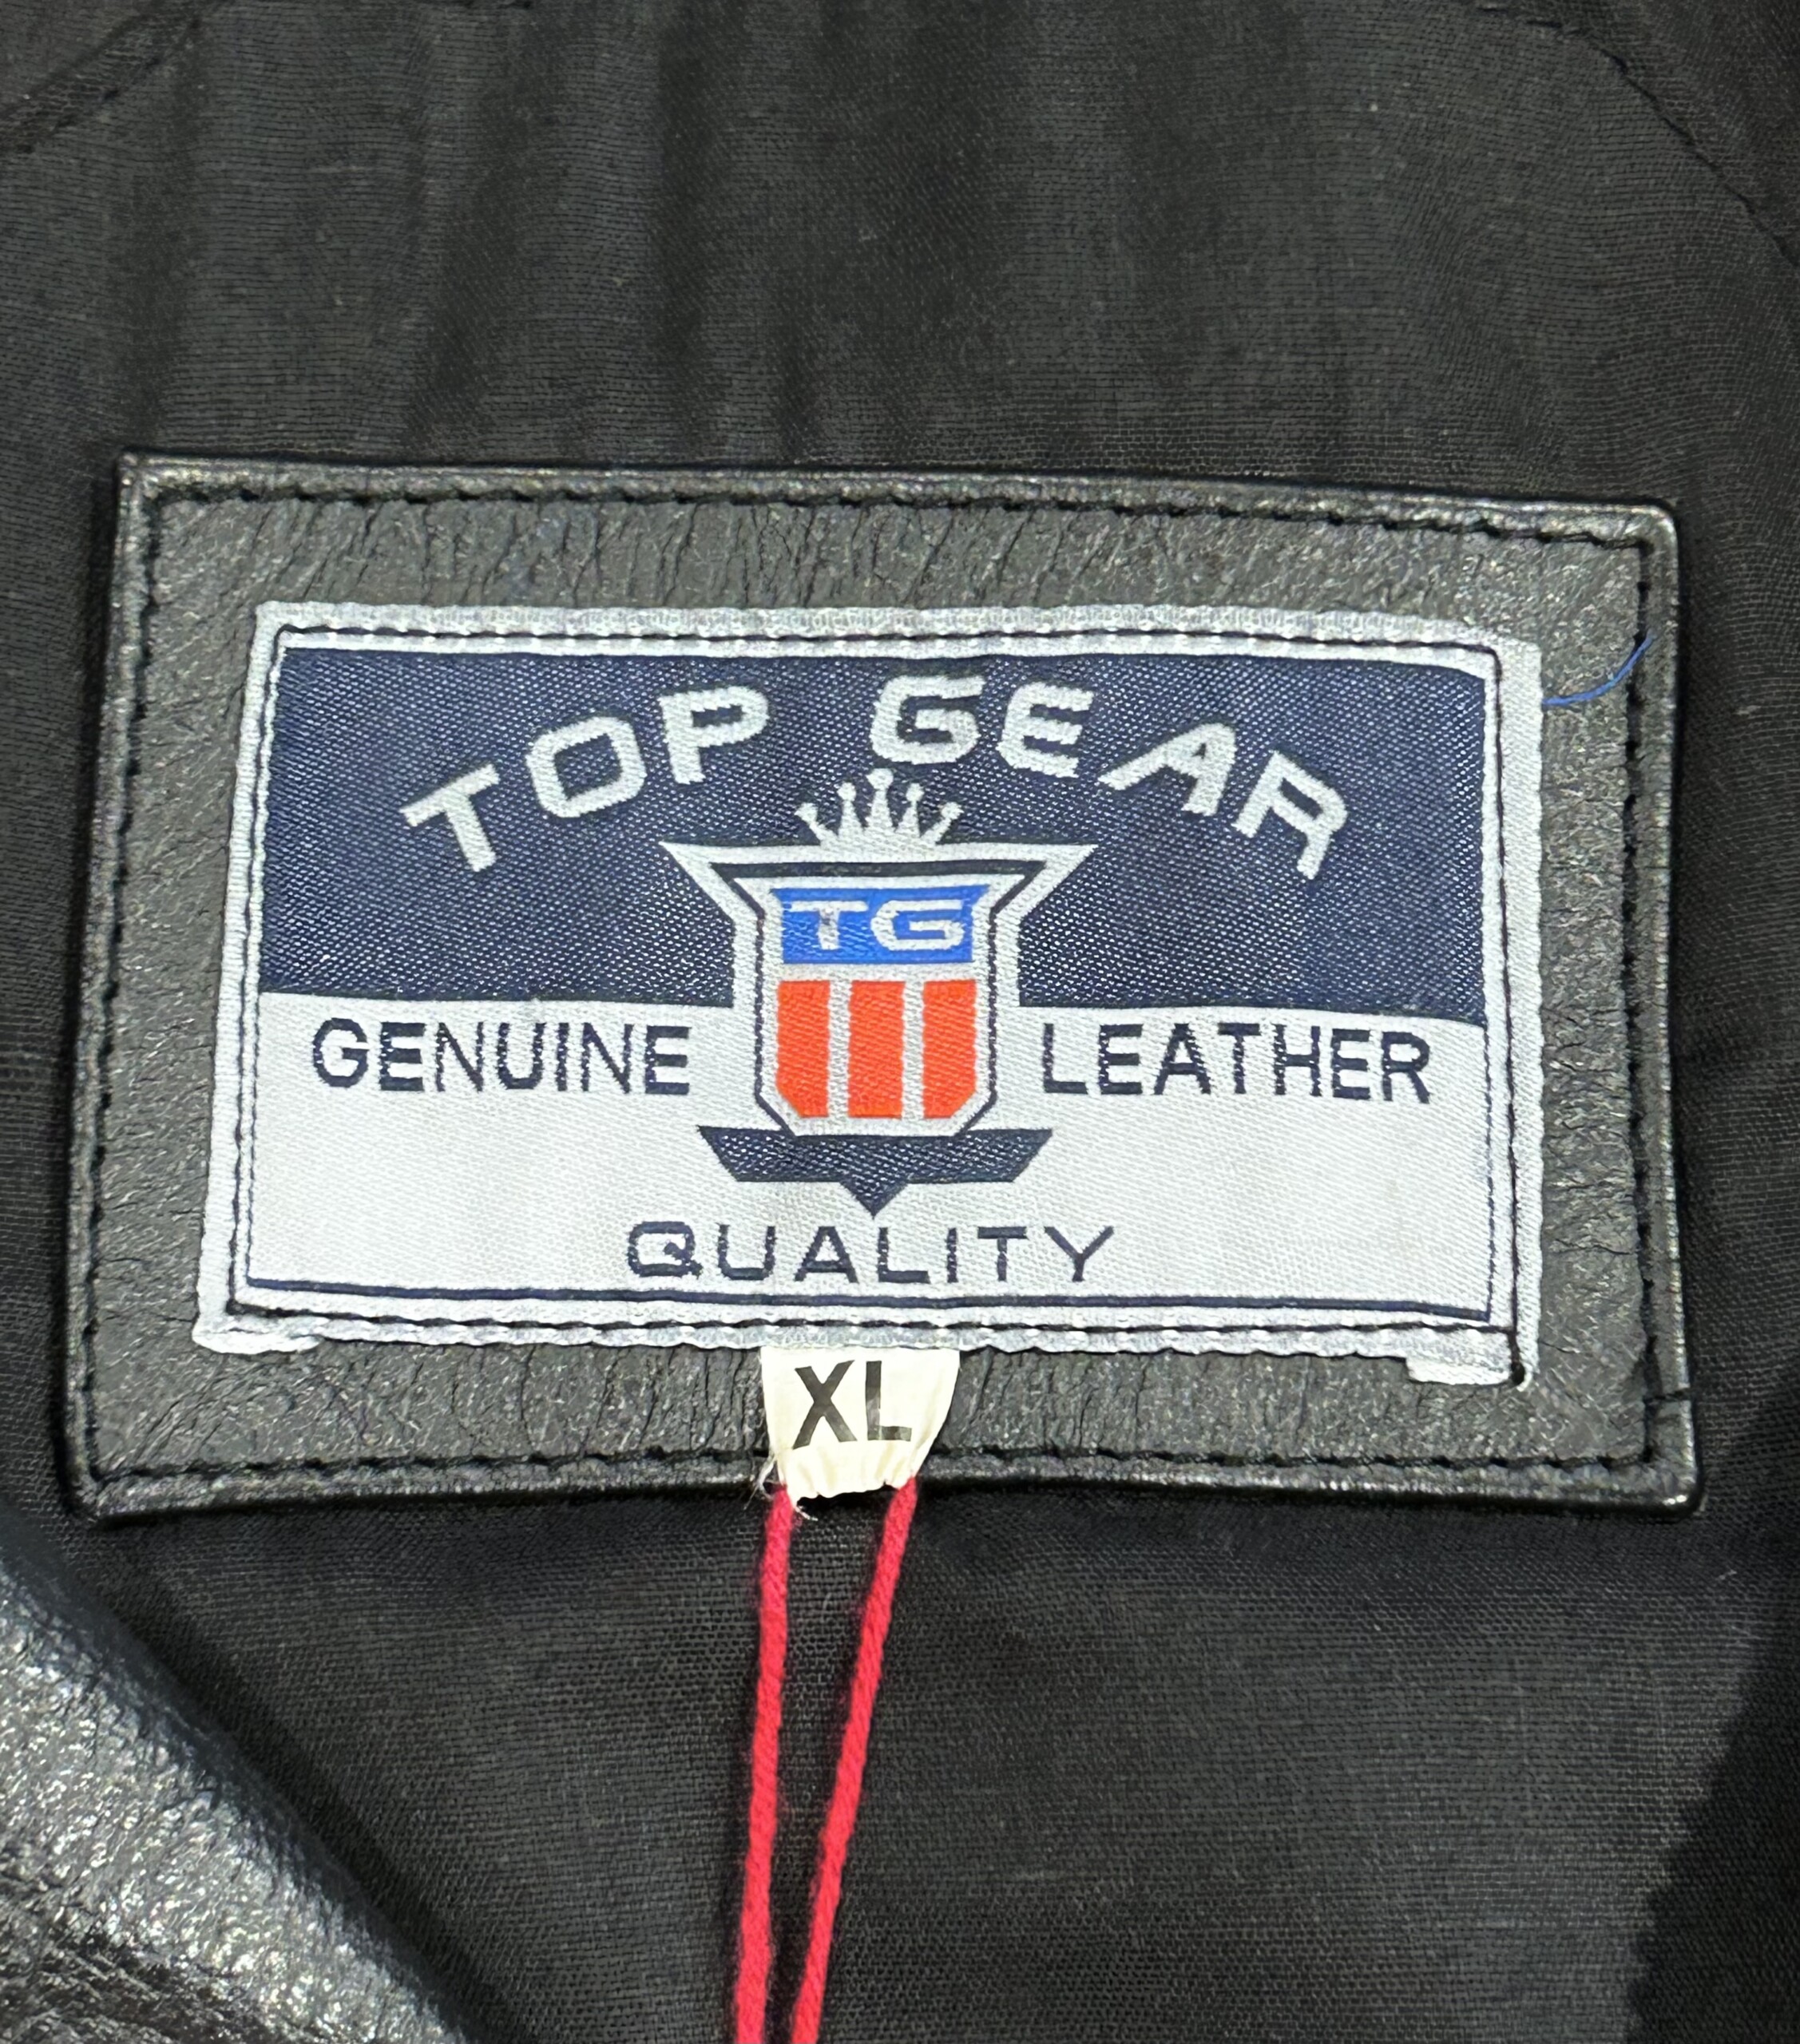 TOP GEAR
TG
GENUINE LEATHER
QUALITY
XL